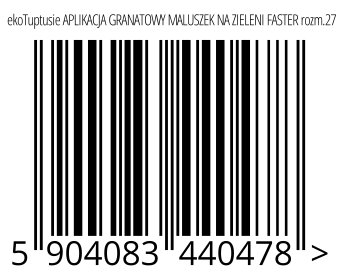 ekoTuptusie APLIKACJA GRANATOWY MALUSZEK NA ZIELENI FASTER rozm.27
5 904083 440478 >